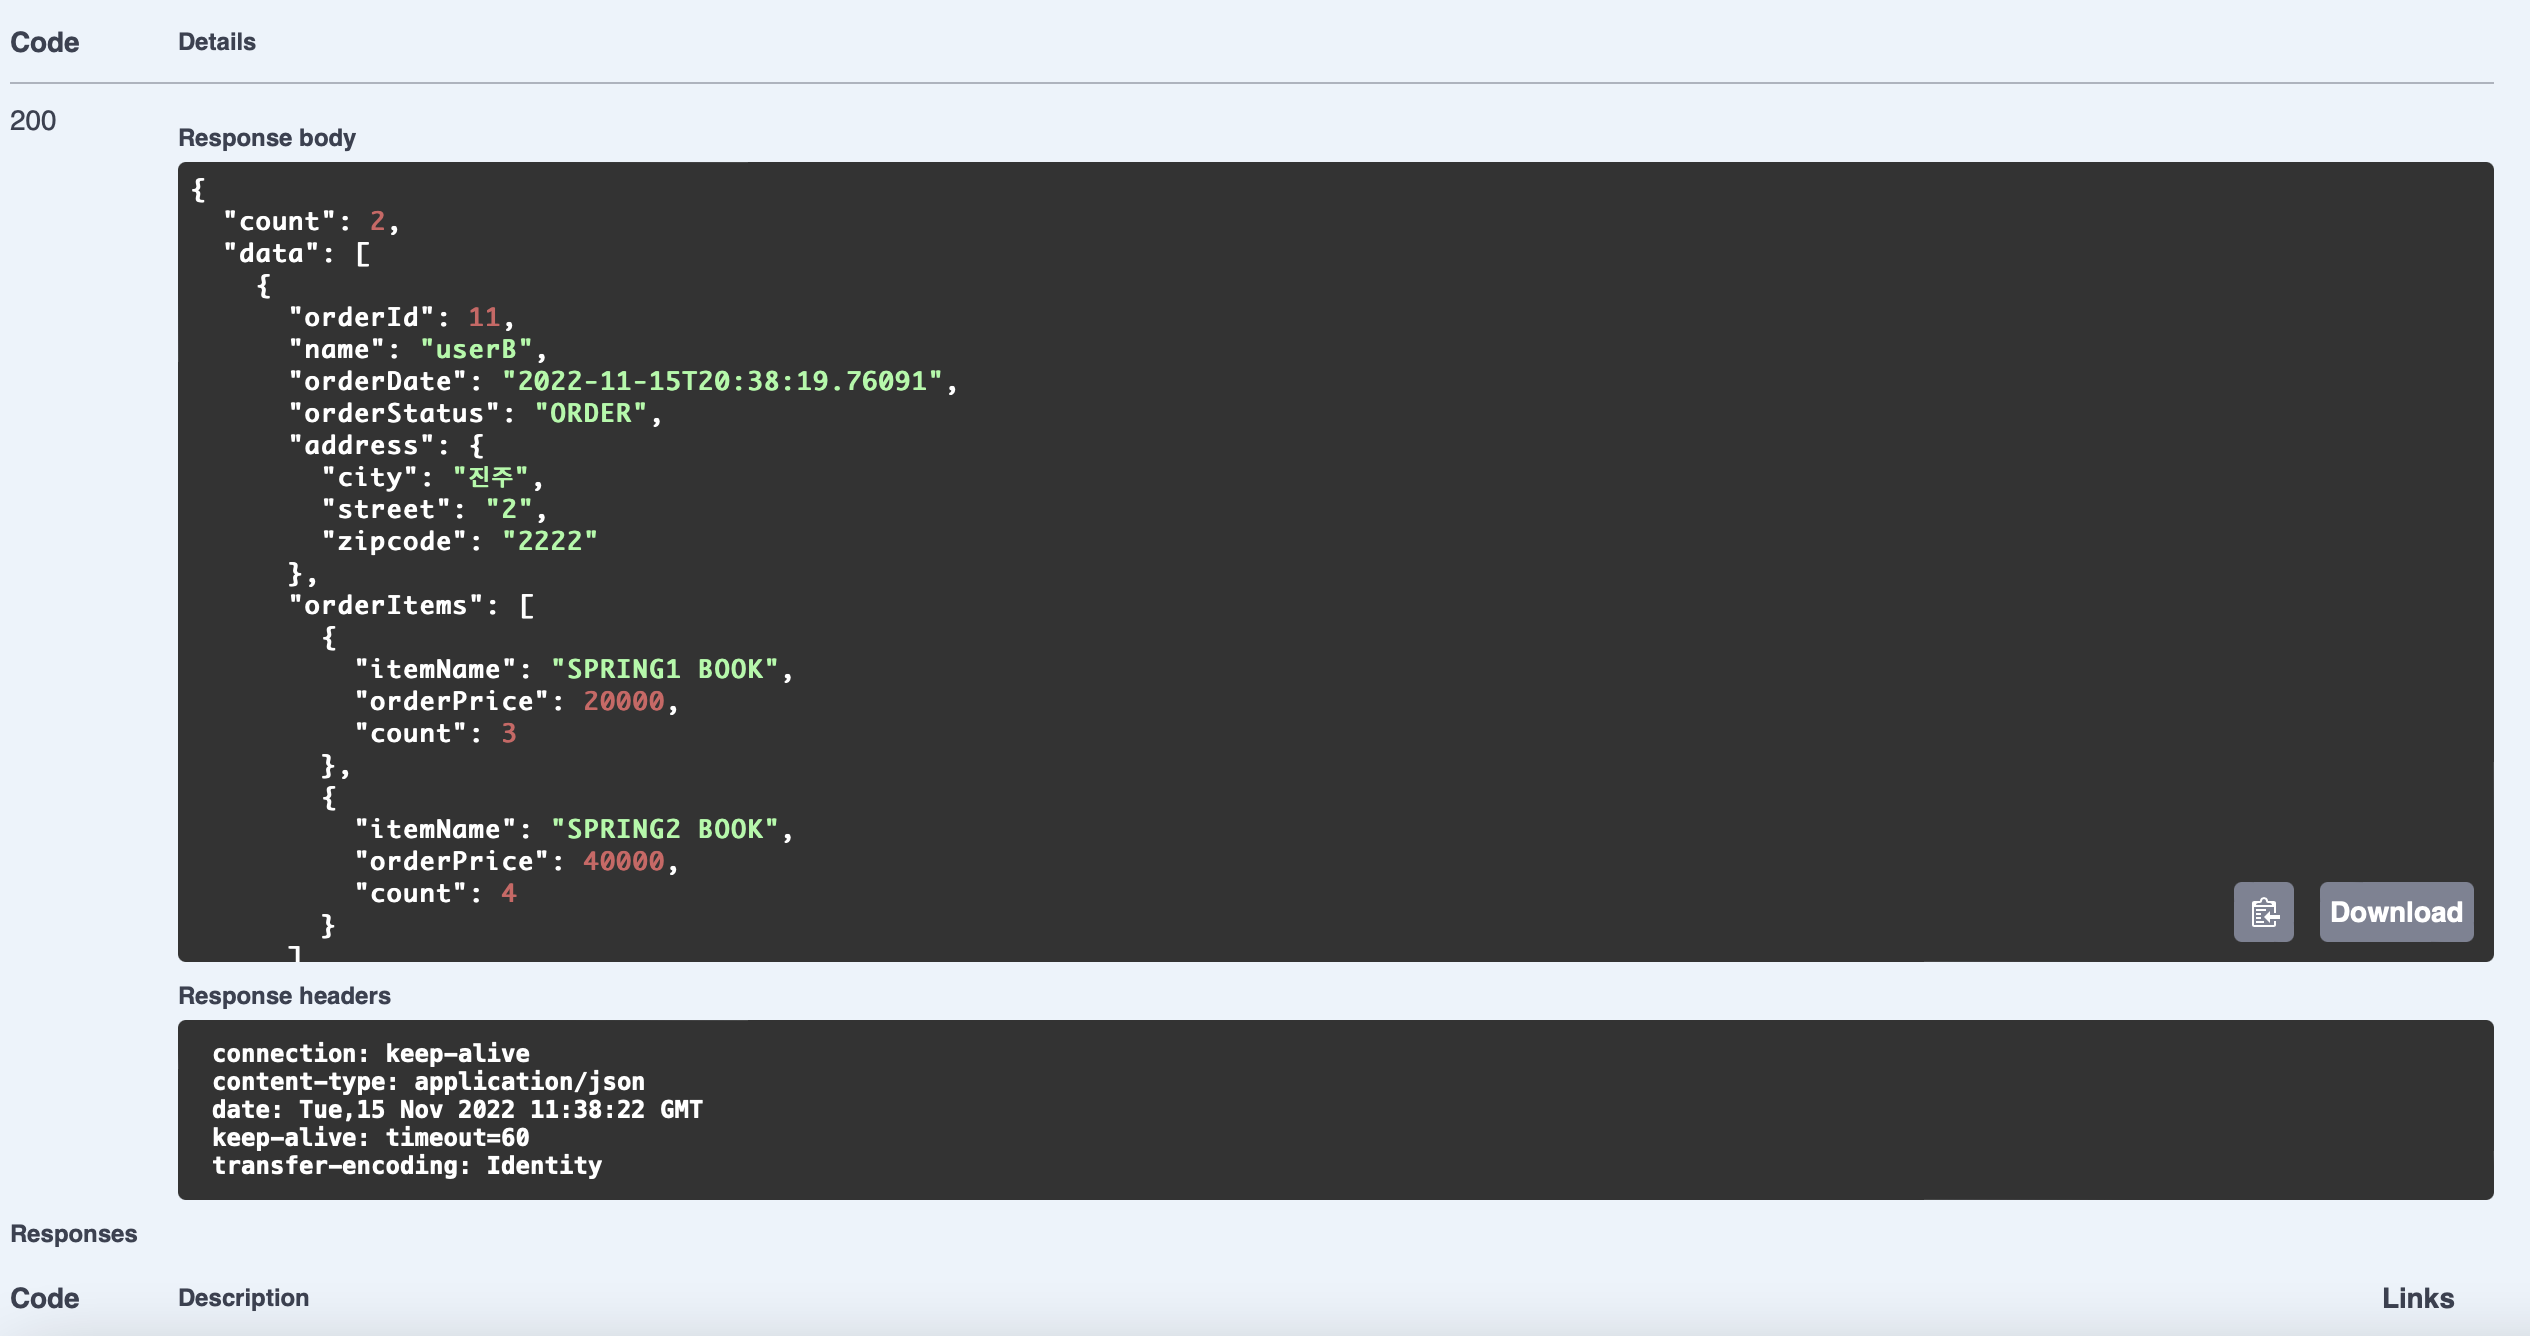 Code Details
200
Response body
{
  "count": 2,
  "data": [
    {
      "orderId": 11,
      "name": "userB",
      "orderDate": "2022-11-15T20:38:19.76091",
      "orderStatus": "ORDER",
      "address": {
        "city": "진주",
        "street": "2",
        "zipcode": "2222"
      },
      "orderItems": [
        {
          "itemName": "SPRING1 BOOK",
          "orderPrice": 20000,
          "count": 3
        },
        {
          "itemName": "SPRING2 BOOK",
          "orderPrice": 40000,
          "count": 4
        }
      ]
Download
Response headers
connection: keep-alive
content-type: application/json
date: Tue,15 Nov 2022 11:38:22 GMT
keep-alive: timeout=60
transfer-encoding: Identity
Responses
Code Description Links